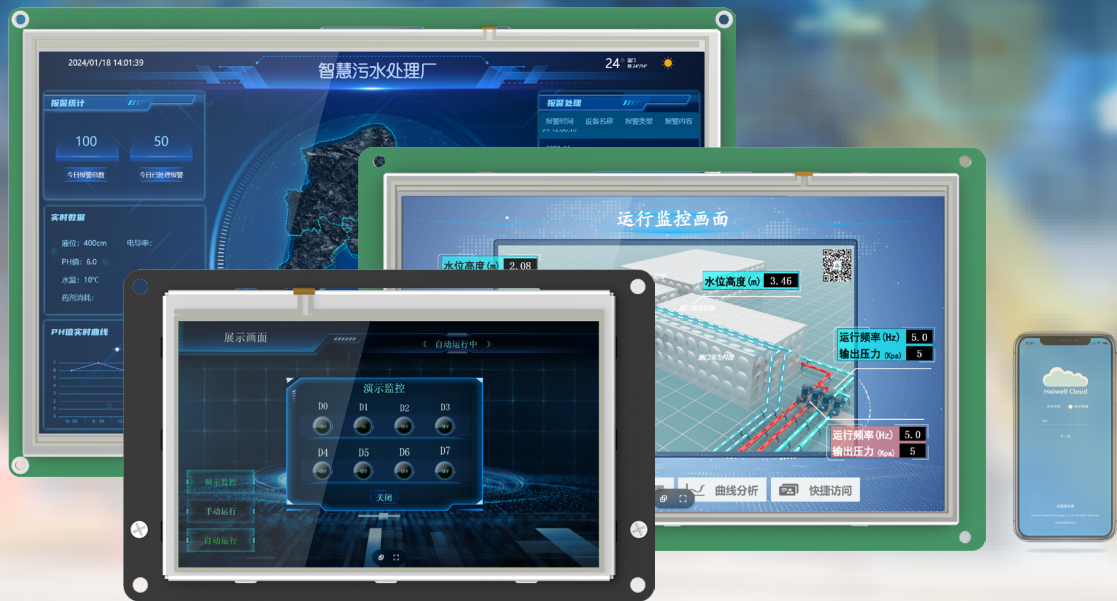 2024/01/18 14:01:39
智慧污水处理厂
24°
报警统计
100
50
今日报警总数
今日已处理报警
报警处理
报警时间 设备名称 报警类型 报警内容
实时数据
液位: 400cm 电导率:
PH值: 6.0
水温: 10℃
药剂消耗:
PH值实时曲线
运行监控画面
水位高度(m) 2.08
水位高度(m) 3.46
运行频率(Hz) 5.0
输出压力(Kpa) 5
运行频率(Hz) 5.0
输出压力(Kpa) 5
曲线分析
快捷访问
展示画面
〈 自动运行中 〉
演示监控
D0 D1 D2 D3
OFF OFF OFF OFF
D4 D5 D6 D7
OFF OFF OFF OFF
关闭
演示监控
手动运行
自动运行
Haiwell Cloud